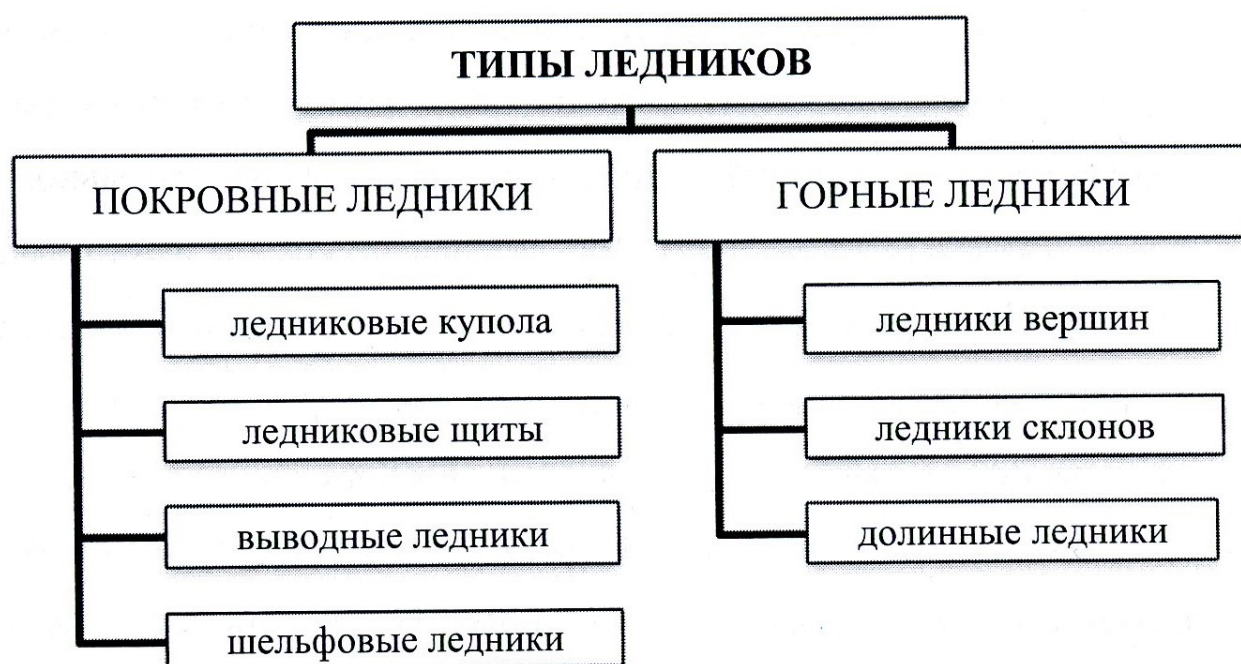 ТИПЫ ЛЕДНИКОВ
ПОКРОВНЫЕ ЛЕДНИКИ
ледниковые купола
ледниковые щиты
выводные ледники
шельфовые ледники
ГОРНЫЕ ЛЕДНИКИ
ледники вершин
ледники склонов
долинные ледники